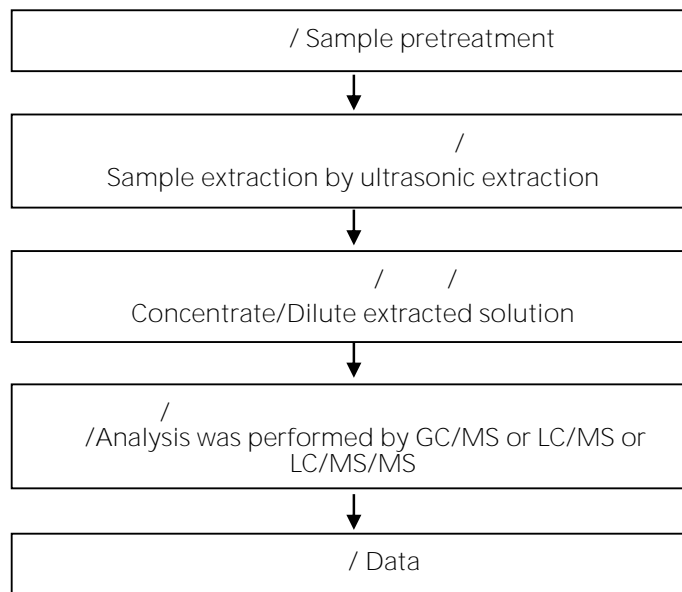 / Sample pretreatment
/
Sample extraction by ultrasonic extraction
/ /
Concentrate/Dilute extracted solution
/
/Analysis was performed by GC/MS or LC/MS or
LC/MS/MS
/ Data